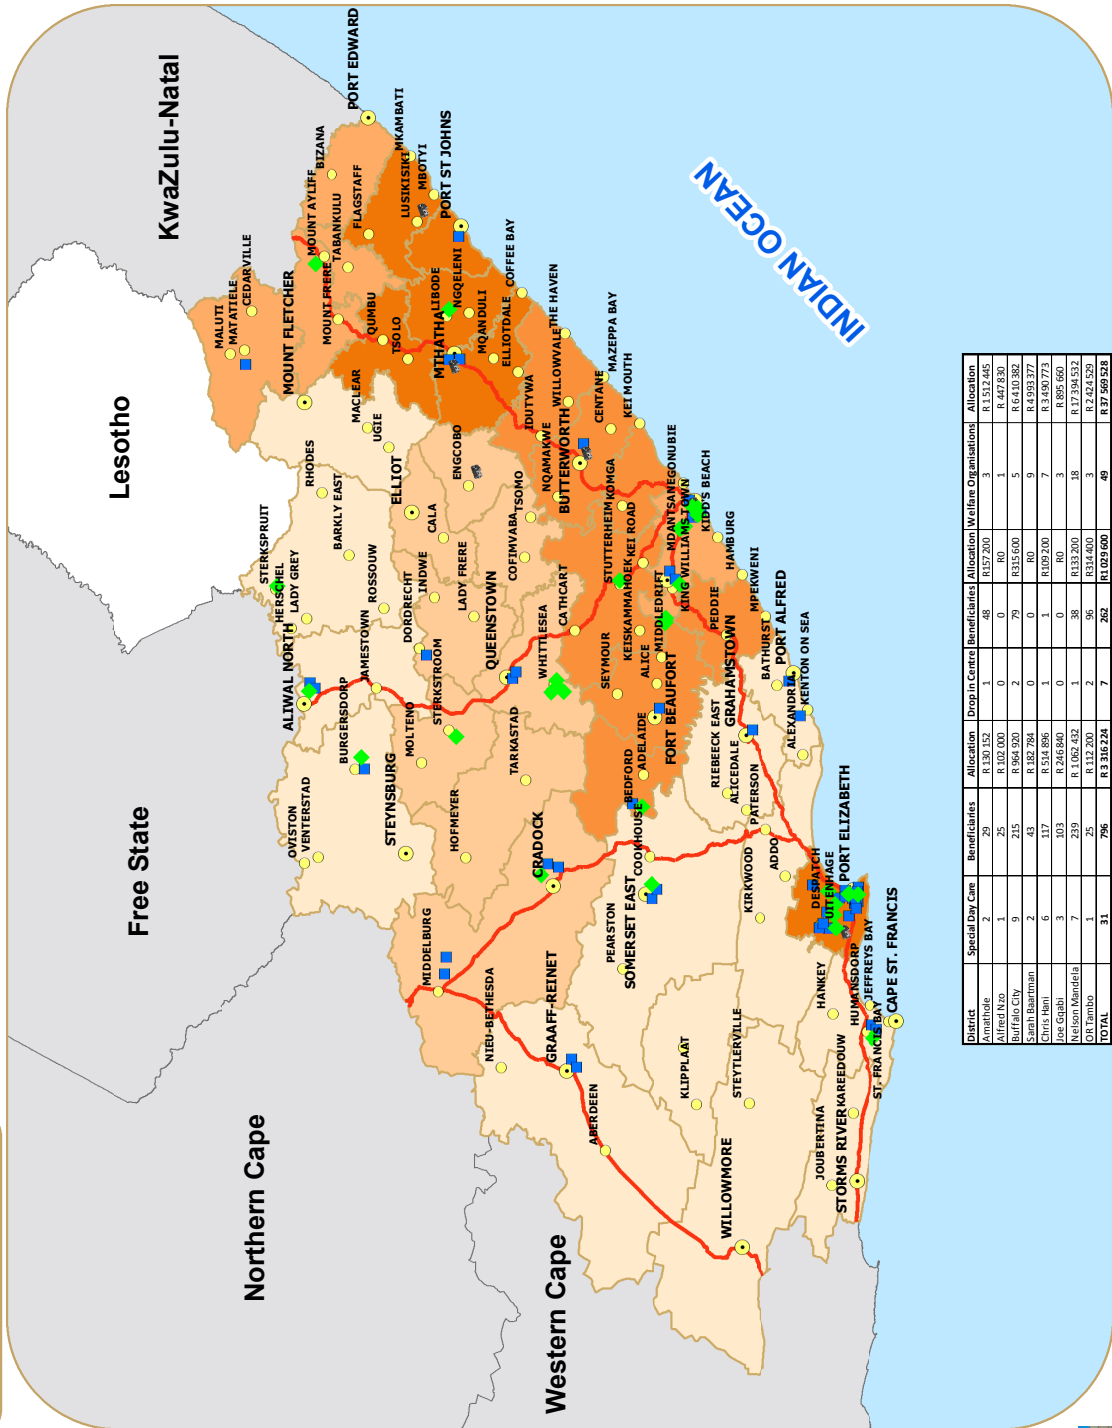 KwaZulu-Natal
Lesotho
Free State
Northern Cape
Western Cape
INDIAN OCEAN
PORT EDWARD
BIZANA
MOUNT AYLIFF
TABANKULU
FLAGSTAFF
MKAMBATI
LUSIKISIKI
MBOTYI
PORT ST JOHNS
CEDARVILLE
MATATIELE
MALUTI
MOUNT FLETCHER
MOUNT FRERE
QUMBU
TSOLO
LIBODE
NGQELENI
MTHATHA
MQANDULI
COFFEE BAY
ELLIOTDALE
THE HAVEN
WILLOWVALE
MAZEPPA BAY
IDUTYWA
CENTANE
KEI MOUTH
NQAMAKWE
BUTTERWORTH
MACLEAR
UGIE
ELLIOT
ENGCOBO
RHODES
BARKLY EAST
CALA
TSOMO
COFIMVABA
STERKSPRUIT
HERSCHEL
LADY GREY
ROSSOUW
INDWE
DORDRECHT
LADY FRERE
ALIWAL NORTH
JAMESTOWN
STERKSTROOM
QUEENSTOWN
WHITTLESEA
CATHCART
BURGERSDORP
MOLTENO
TARKASTAD
OVISTON
VENTERSTAD
STEYNSBURG
HOFMEYER
CRADOCK
MIDDELBURG
NIEU-BETHESDA
GRAAFF-REINET
ABERDEEN
STUTTERHEIM
KOMGA
KEI ROAD
MDANTSANE
GONUBIE
KIDD'S BEACH
KING WILLIAMS TOWN
HAMBURG
KEISKAMMAHOEK
MIDDLEDRIFT
PEDDIE
MPEKWENI
SEYMOUR
ALICE
FORT BEAUFORT
ADELAIDE
BEDFORD
GRAHAMSTOWN
BATHURST
PORT ALFRED
KENTON ON SEA
ALEXANDRIA
RIEBEECK EAST
ALICEDALE
PATERSON
COOKHOUSE
SOMERSET EAST
PEARSTON
ADDO
KIRKWOOD
DESPATCH
UITENHAGE
PORT ELIZABETH
HANKEY
HUMANSDORP
JEFFREYS BAY
CAPE ST. FRANCIS
ST. FRANCIS BAY
KLIPPLAAT
STEYTLERVILLE
WILLOWMORE
JOUBERTINA
KAREEDOUW
STORMS RIVER
District Special Day Care Beneficiaries Allocation Drop in Centre Beneficiaries Allocation Welfare Organisations Allocation
Amathole 2 29 R 130 152 1 48 R157 200 3 R 1 512 445
Alfred Nzo 1 25 R 102 000 0 0 R0 1 R 447 830
Buffalo City 9 215 R 964 920 2 79 R315 600 5 R 6 410 382
Sarah Baartman 2 43 R 182 784 0 0 R0 9 R 4 993 377
Chris Hani 6 117 R 514 896 1 1 R109 200 7 R 3 490 773
Joe Gqabi 3 103 R 246 840 0 0 R0 3 R 895 660
Nelson Mandela 7 239 R 1 062 432 1 38 R133 200 18 R 17 394 532
OR Tambo 1 25 R 112 200 2 96 R314 400 3 R 2 424 529
TOTAL 31 796 R 3 316 224 7 262 R1 029 600 49 R 37 569 528